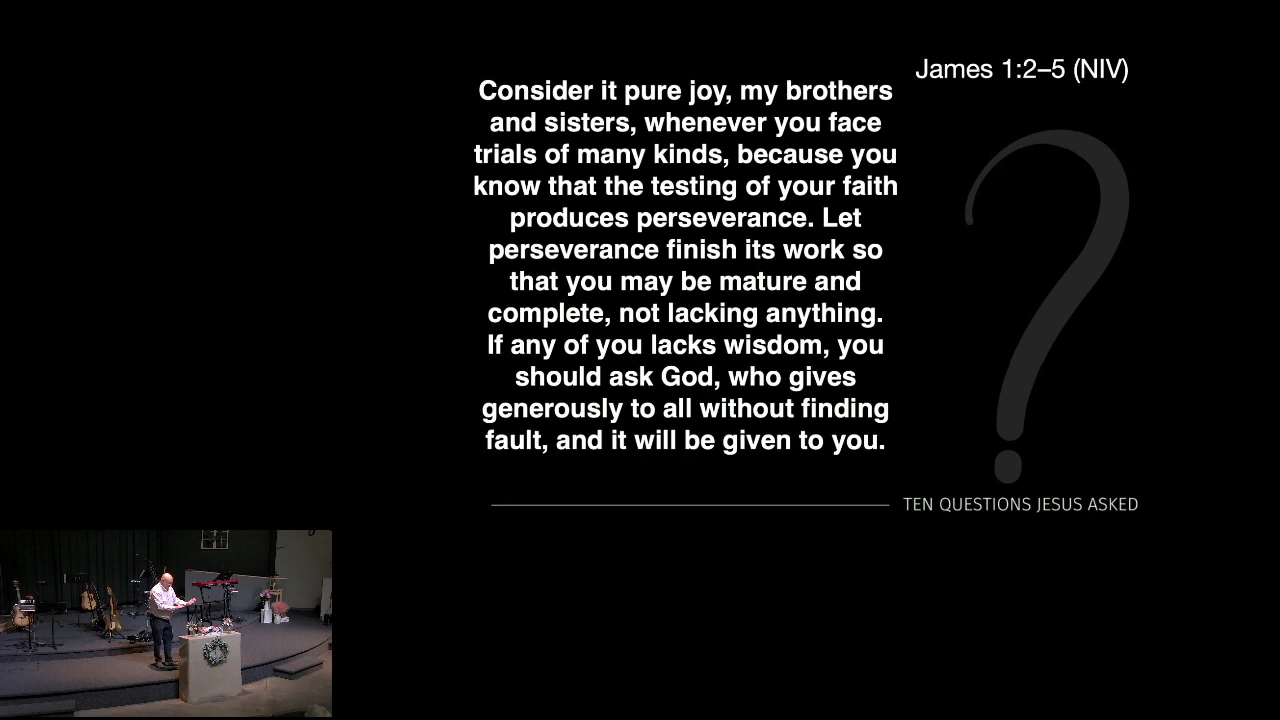 James 1:2–5 (NIV)
Consider it pure joy, my brothers
and sisters, whenever you face
trials of many kinds, because you
know that the testing of your faith
produces perseverance. Let
perseverance finish its work so
that you may be mature and
complete, not lacking anything.
If any of you lacks wisdom, you
should ask God, who gives
generously to all without finding
fault, and it will be given to you.
?
TEN QUESTIONS JESUS ASKED